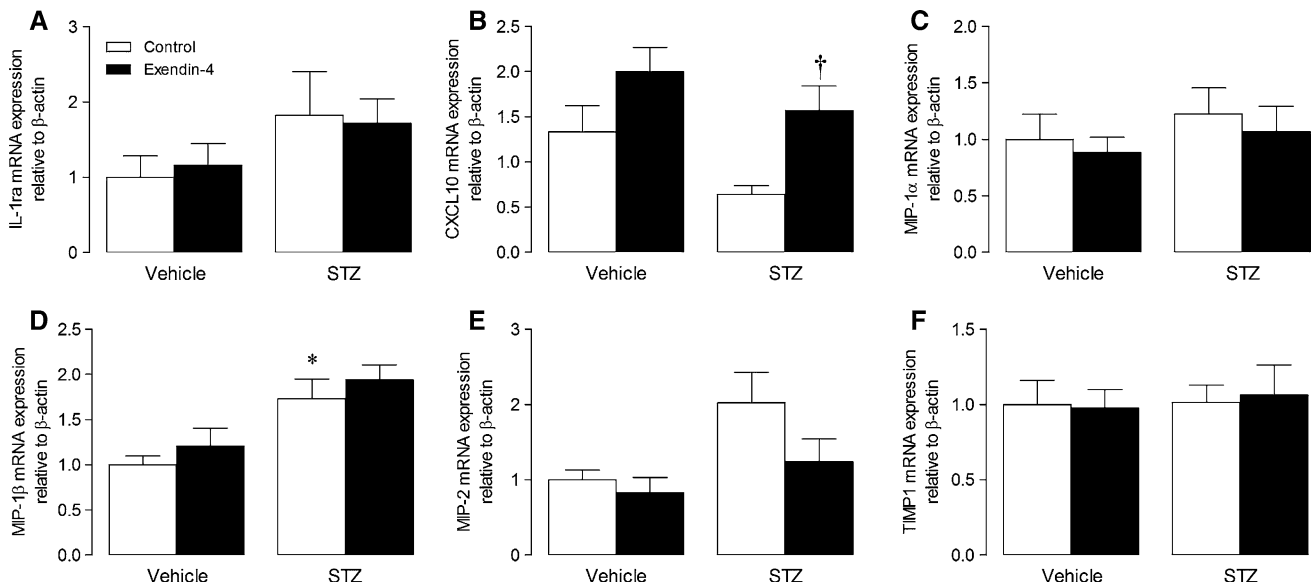 A
IL-1ra mRNA expression
relative to β-actin
3
2
1
0
Control
Exendin-4
Vehicle
STZ
B
CXCL10 mRNA expression
relative to β-actin
2.5
2.0
1.5
1.0
0.5
0.0
†
Vehicle
STZ
C
MIP-1α mRNA expression
relative to β-actin
2.0
1.5
1.0
0.5
0.0
Vehicle
STZ
D
MIP-1β mRNA expression
relative to β-actin
2.5
2.0
1.5
1.0
0.5
0.0
*
Vehicle
STZ
E
MIP-2 mRNA expression
relative to β-actin
3
2
1
0
Vehicle
STZ
F
TIMP1 mRNA expression
relative to β-actin
1.5
1.0
0.5
0.0
Vehicle
STZ